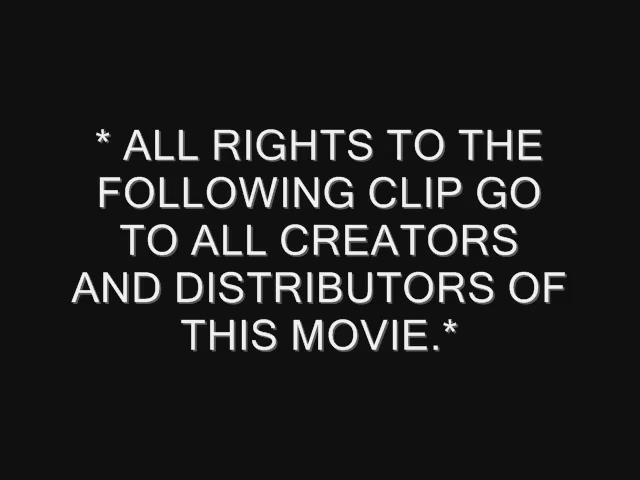 * ALL RIGHTS TO THE
FOLLOWING CLIP GO
TO ALL CREATORS
AND DISTRIBUTORS OF
THIS MOVIE.*